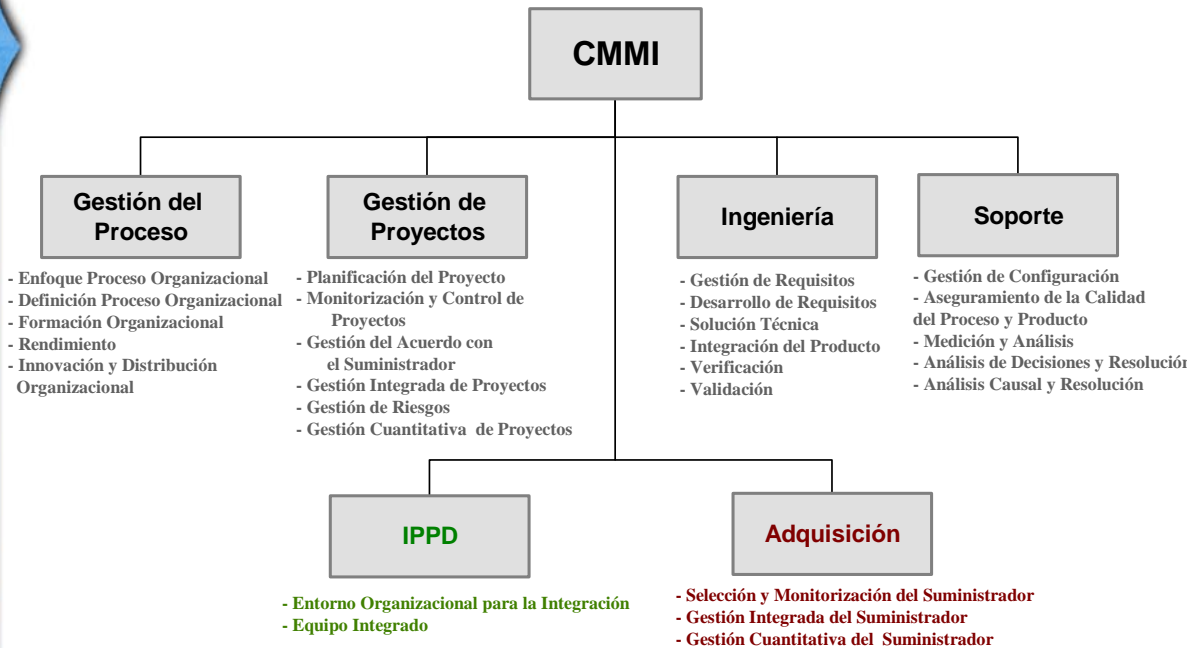 CMMI
Gestión del
Proceso
- Enfoque Proceso Organizacional
- Definición Proceso Organizacional
- Formación Organizacional
- Rendimiento
- Innovación y Distribución
Organizacional
Gestión de
Proyectos
- Planificación del Proyecto
- Monitorización y Control de
Proyectos
- Gestión del Acuerdo con
el Suministrador
- Gestión Integrada de Proyectos
- Gestión de Riesgos
- Gestión Cuantitativa de Proyectos
Ingeniería
- Gestión de Requisitos
- Desarrollo de Requisitos
- Solución Técnica
- Integración del Producto
- Verificación
- Validación
Soporte
- Gestión de Configuración
- Aseguramiento de la Calidad
del Proceso y Producto
- Medición y Análisis
- Análisis de Decisiones y Resolución
- Análisis Causal y Resolución
IPPD
- Entorno Organizacional para la Integración
- Equipo Integrado
Adquisición
- Selección y Monitorización del Suministrador
- Gestión Integrada del Suministrador
- Gestión Cuantitativa del Suministrador